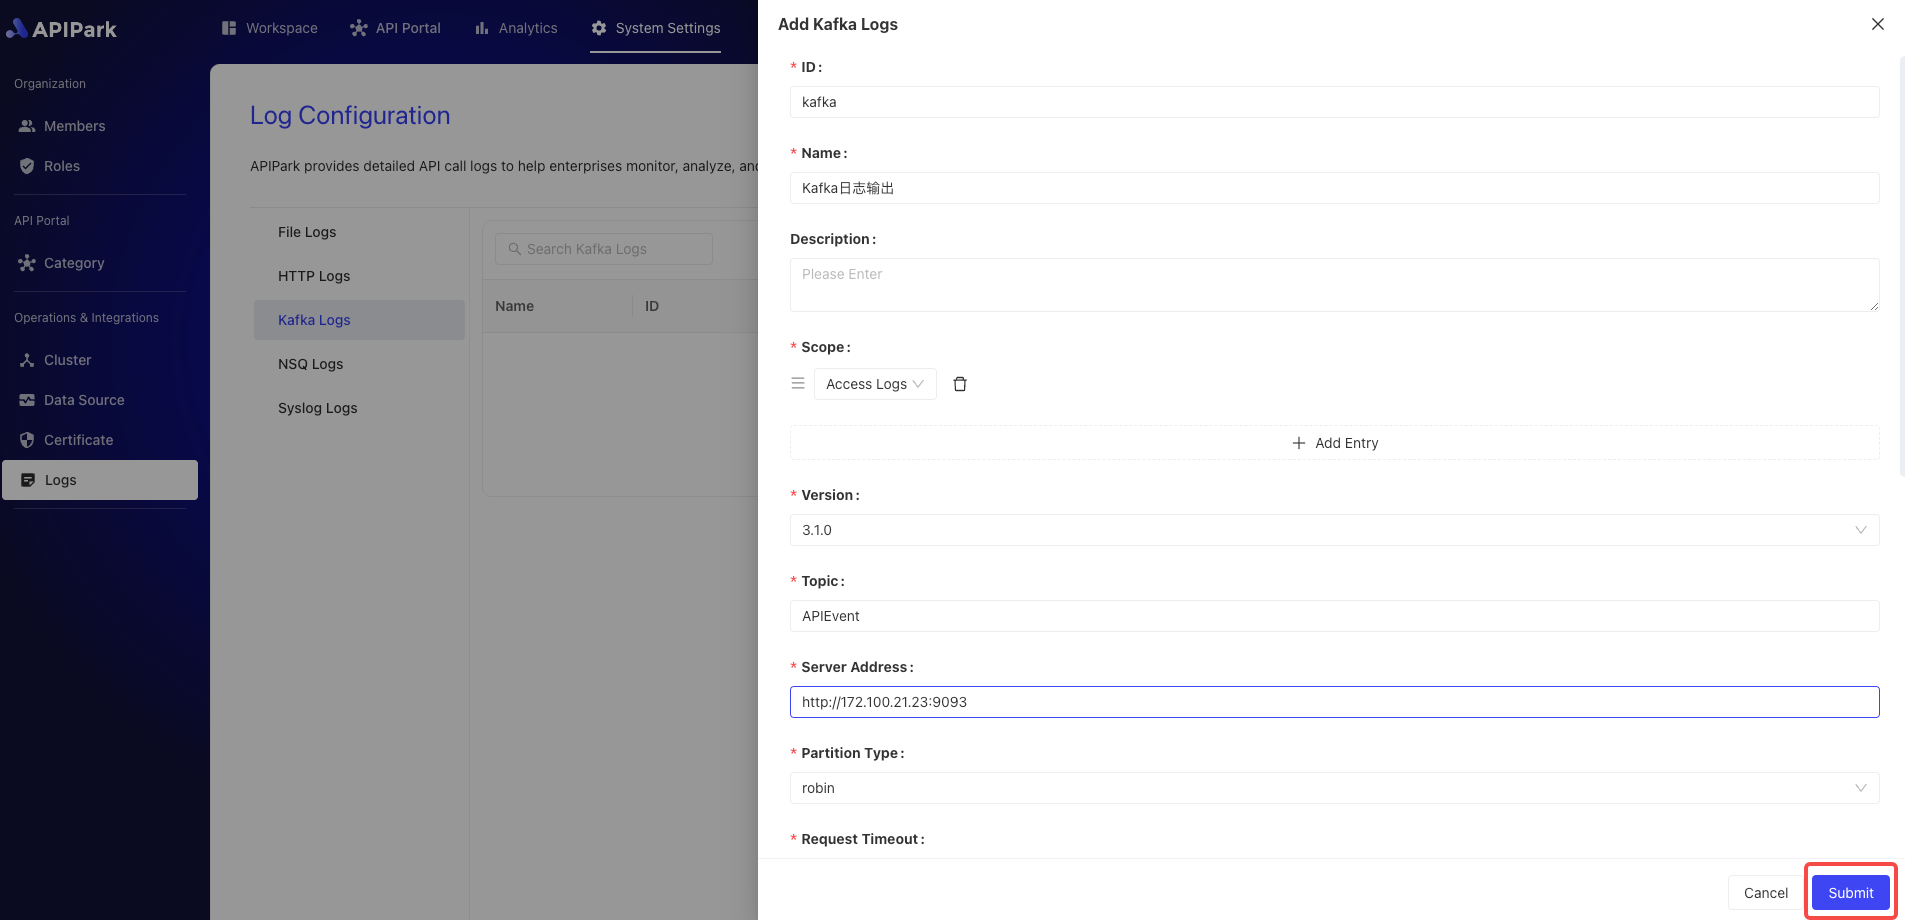 APIPark
Workspace
API Portal
Analytics
System Settings
Organization
Members
Roles
API Portal
Category
Operations & Integrations
Cluster
Data Source
Certificate
Logs
Log Configuration
APIPark provides detailed API call logs to help enterprises monitor, analyze, and
File Logs
HTTP Logs
Kafka Logs
NSQ Logs
Syslog Logs
Search Kafka Logs
Name
ID
Add Kafka Logs
* ID:
kafka
* Name:
Kafka日志输出
Description:
Please Enter
* Scope:
Access Logs
Add Entry
* Version:
3.1.0
* Topic:
APIEvent
* Server Address:
http://172.100.21.23:9093
* Partition Type:
robin
* Request Timeout:
Cancel
Submit